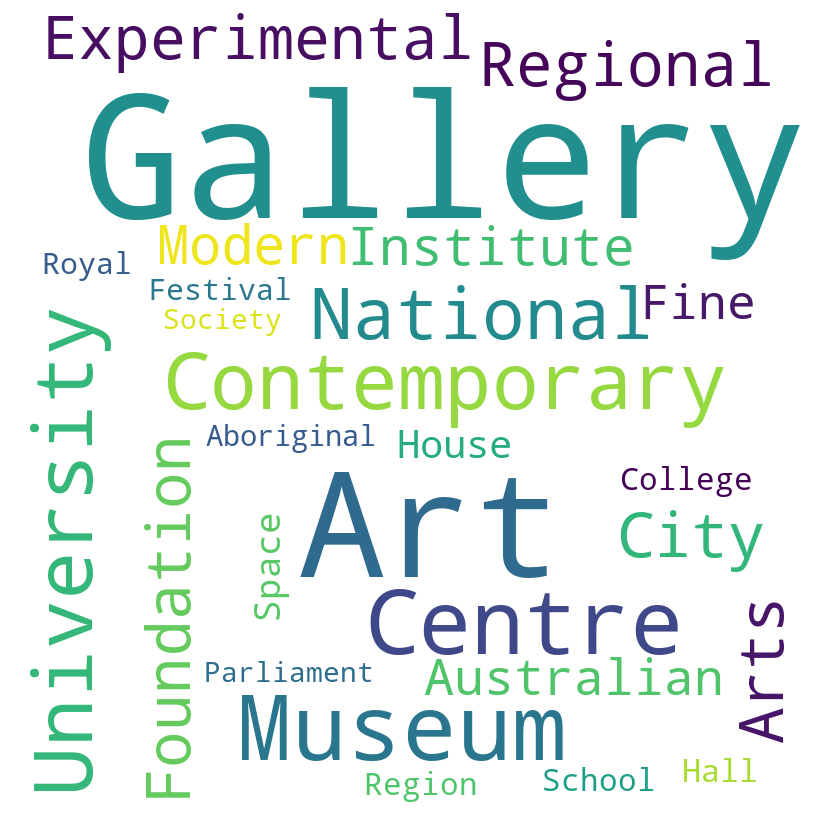 Experimental
Regional
Gallery
Modern
Institute
Royal
Festival
National
Fine
Society
University
Contemporary
Aboriginal
House
Foundation
Art
College
Space
City
Centre
Arts
Parliament
Australian
Museum
Region
School
Hall